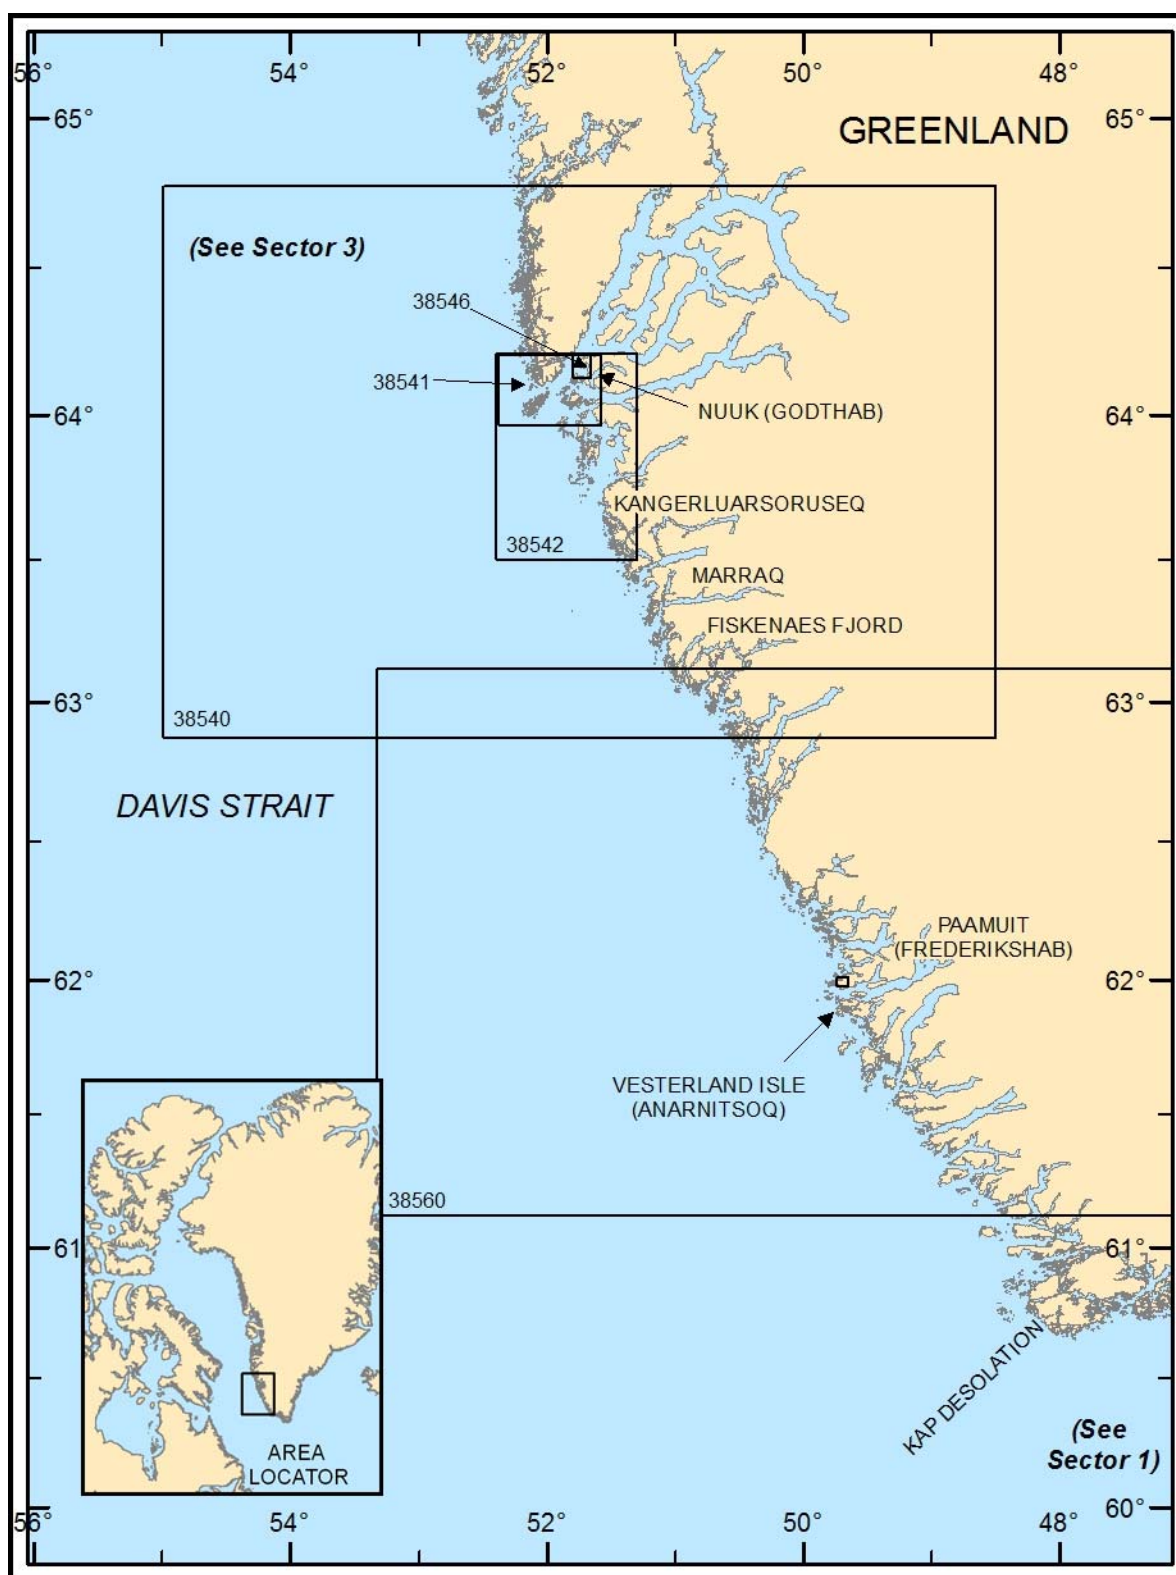 56°
54°
52°
50°
48°
65°
GREENLAND
65°
(See Sector 3)
38546
38541
64°
NUUK (GODTHAB)
64°
KANGERLUARSORUSEQ
38542
MARRAQ
FISKENAES FJORD
63°
38540
63°
DAVIS STRAIT
PAAMUIT
(FREDERIKSHAB)
62°
62°
VESTERLAND ISLE
(ANARNITSOQ)
38560
61°
61°
KAP DESOLATION
(See
Sector 1)
AREA
LOCATOR
60°
60°
56°
54°
52°
50°
48°